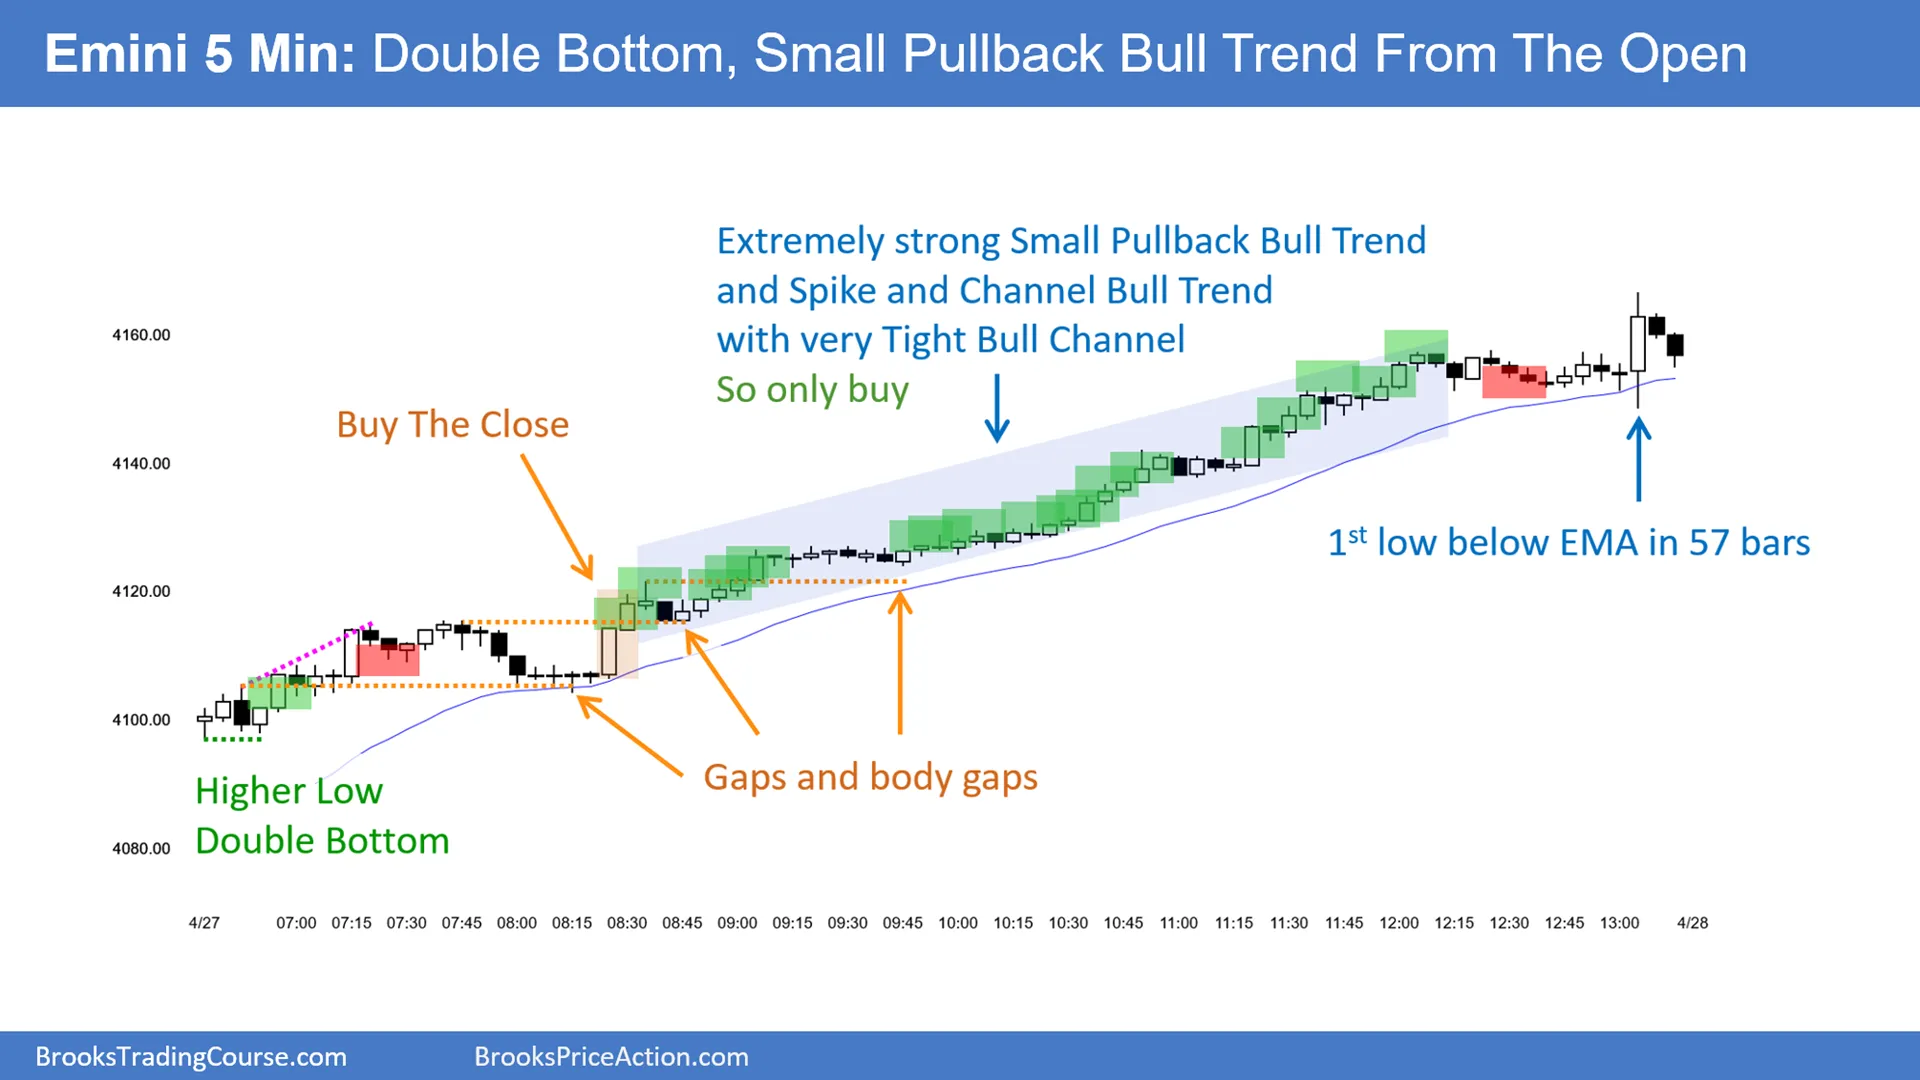 Emini 5 Min: Double Bottom, Small Pullback Bull Trend From The Open
Extremely strong Small Pullback Bull Trend
and Spike and Channel Bull Trend
with very Tight Bull Channel
So only buy
Buy The Close
1st low below EMA in 57 bars
Gaps and body gaps
Higher Low
Double Bottom
4160.00
4140.00
4120.00
4100.00
4080.00
4/27 07:00 07:15 07:30 07:45 08:00 08:15 08:30 08:45 09:00 09:15 09:30 09:45 10:00 10:15 10:30 10:45 11:00 11:15 11:30 11:45 12:00 12:15 12:30 12:45 13:00 4/28
BrooksTradingCourse.com BrooksPriceAction.com